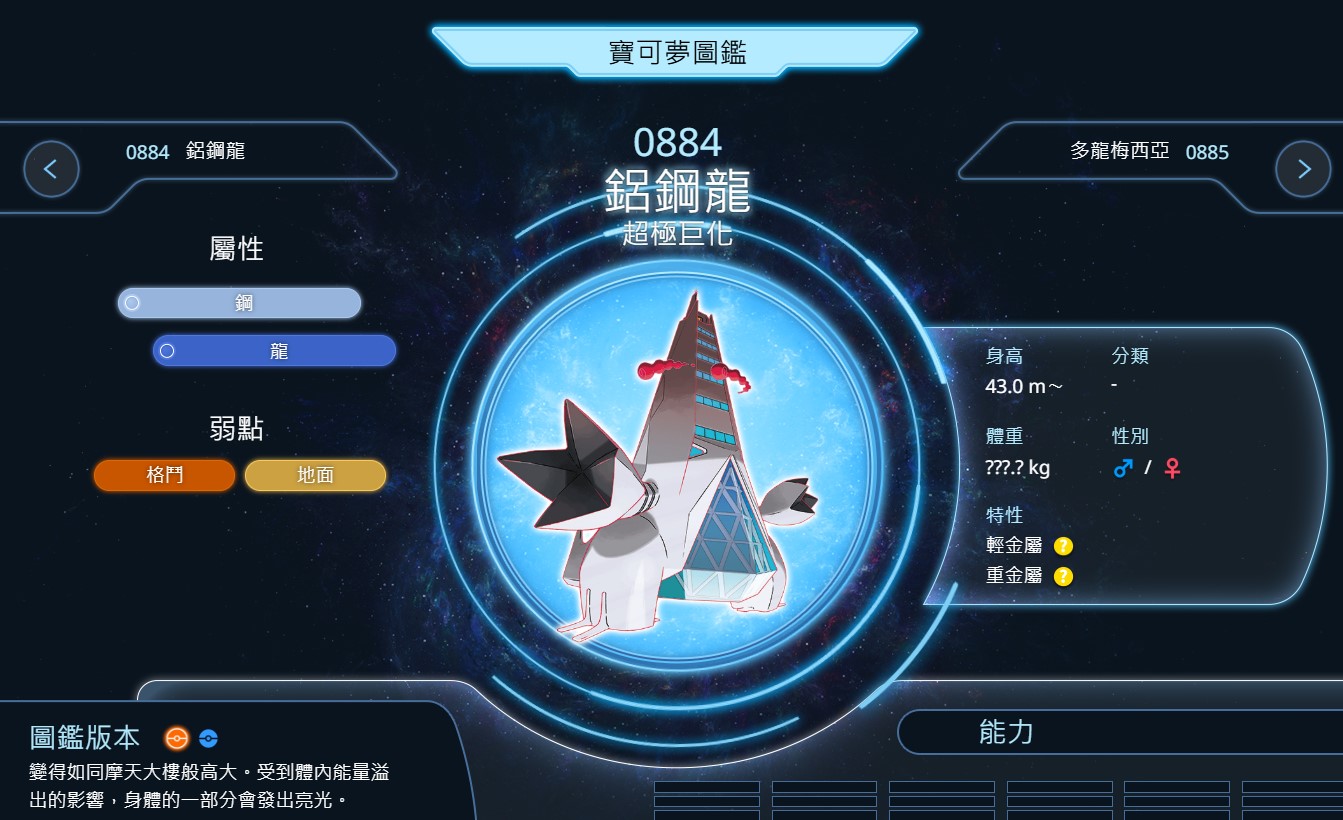 寶可夢圖鑑
0884 鋁鋼龍
多龍梅西亞 0885
0884
鋁鋼龍
超極巨化
屬性
鋼
龍
弱點
格鬥 地面
身高 分類
43.0 m～ -
體重 性別
???.? kg ♂ / ♀
特性
輕金屬 ?
重金屬 ?
圖鑑版本
變得如同摩天大樓般高大。受到體內能量溢
出的影響，身體的一部分會發出亮光。
能力